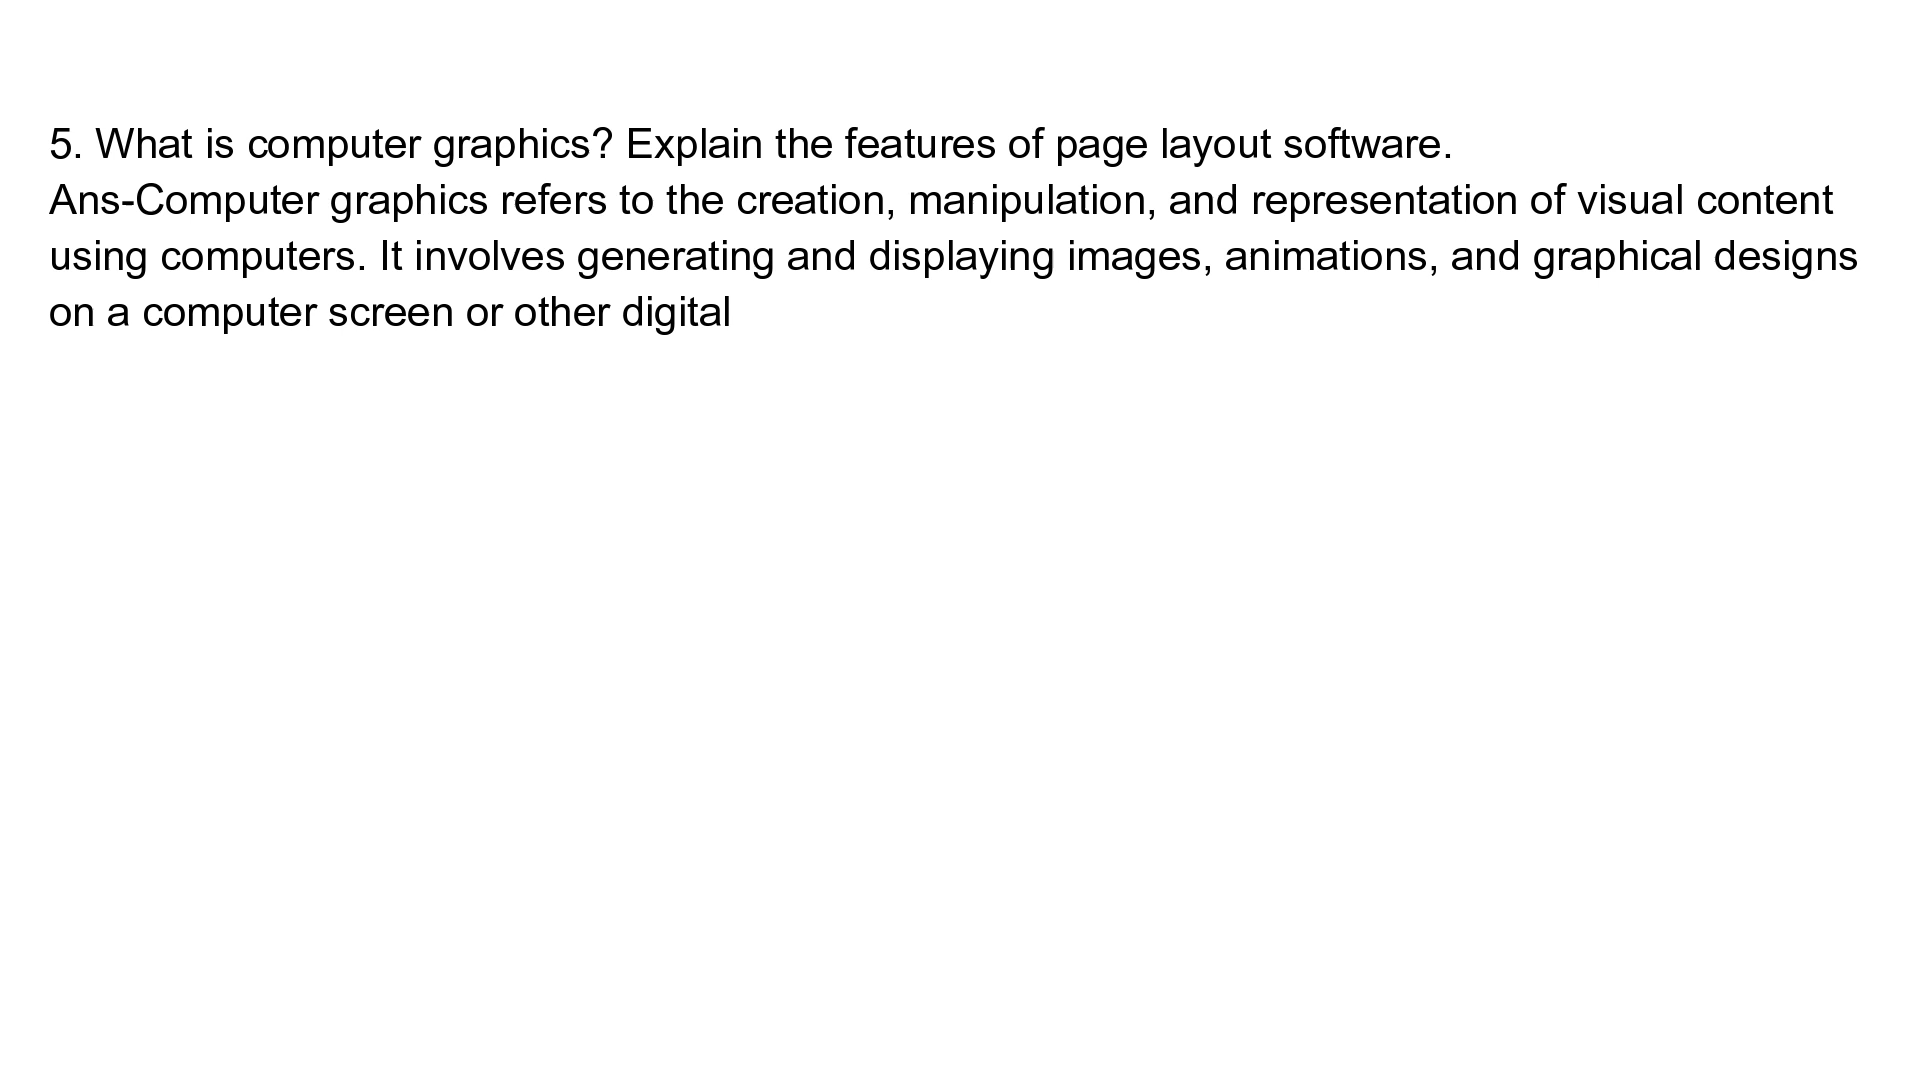 5. What is computer graphics? Explain the features of page layout software.
Ans-Computer graphics refers to the creation, manipulation, and representation of visual content
using computers. It involves generating and displaying images, animations, and graphical designs
on a computer screen or other digital